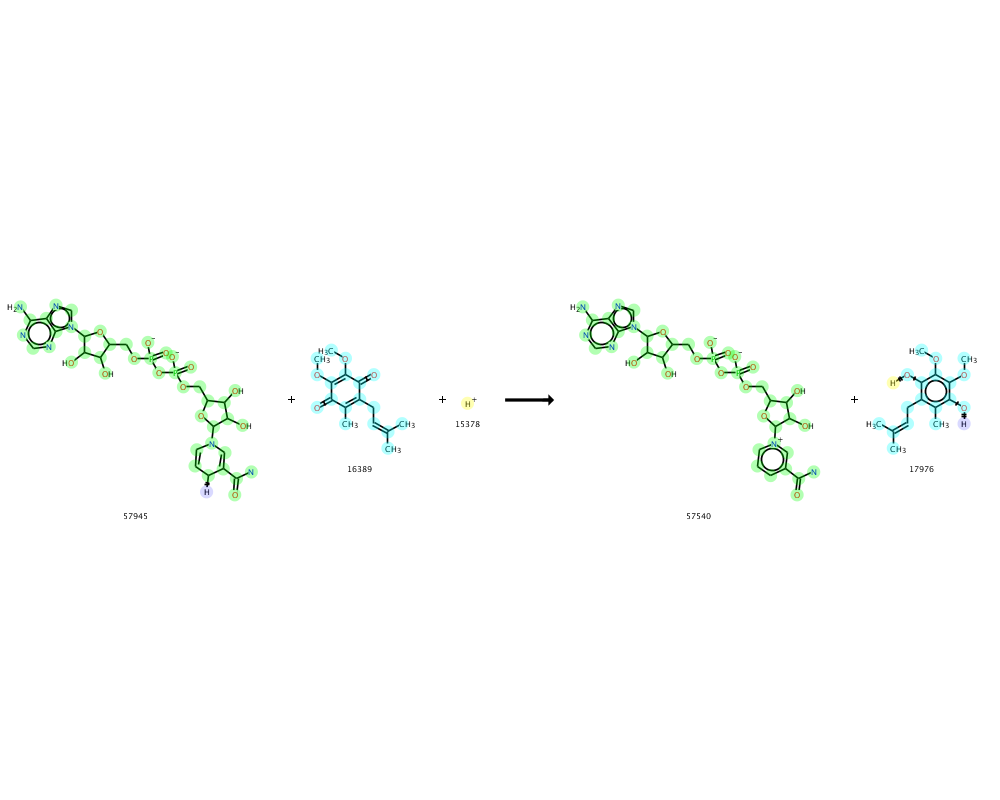 H₂N N N N N O HO OH O O⁻ P O O O⁻ P O O OH O OH N N O H
57945
+
H₃C O CH₃ O O O CH₃ CH₃ CH₃
16389
+
H⁺
15378
H₂N N N N N O HO OH O O⁻ P O O O⁻ P O O OH O OH N⁺ N O
57540
+
H₃C O CH₃ O H O O H CH₃ H₃C CH₃
17976